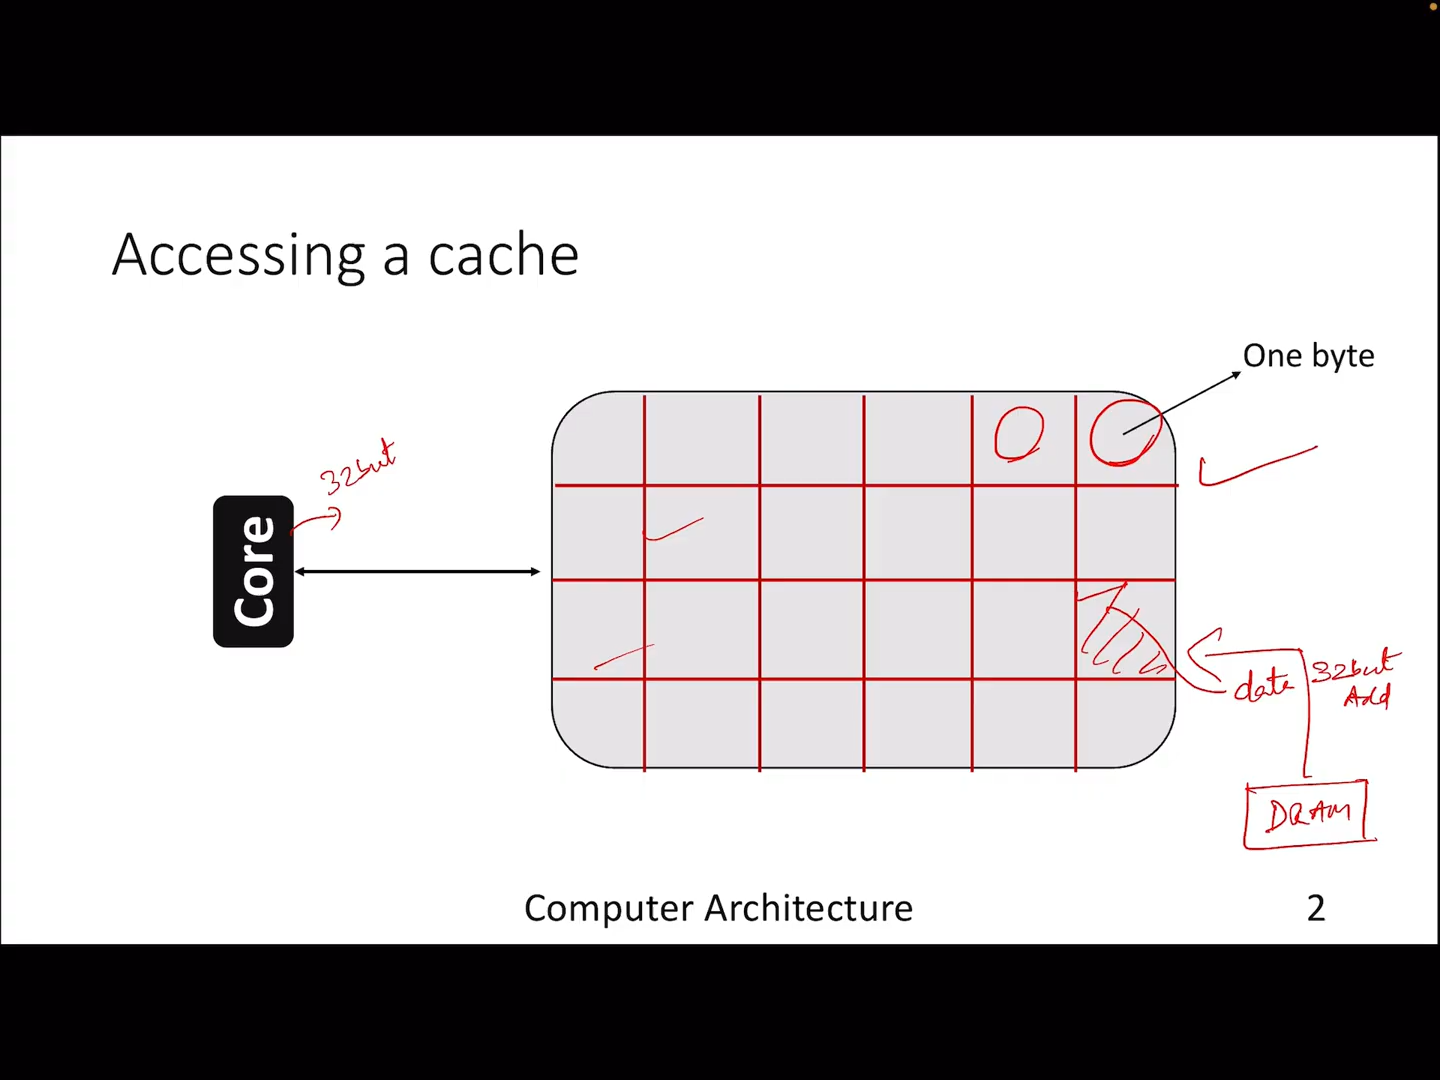 Accessing a cache
One byte
32bit
Core
data
32bit
Add
DRAM
Computer Architecture
2